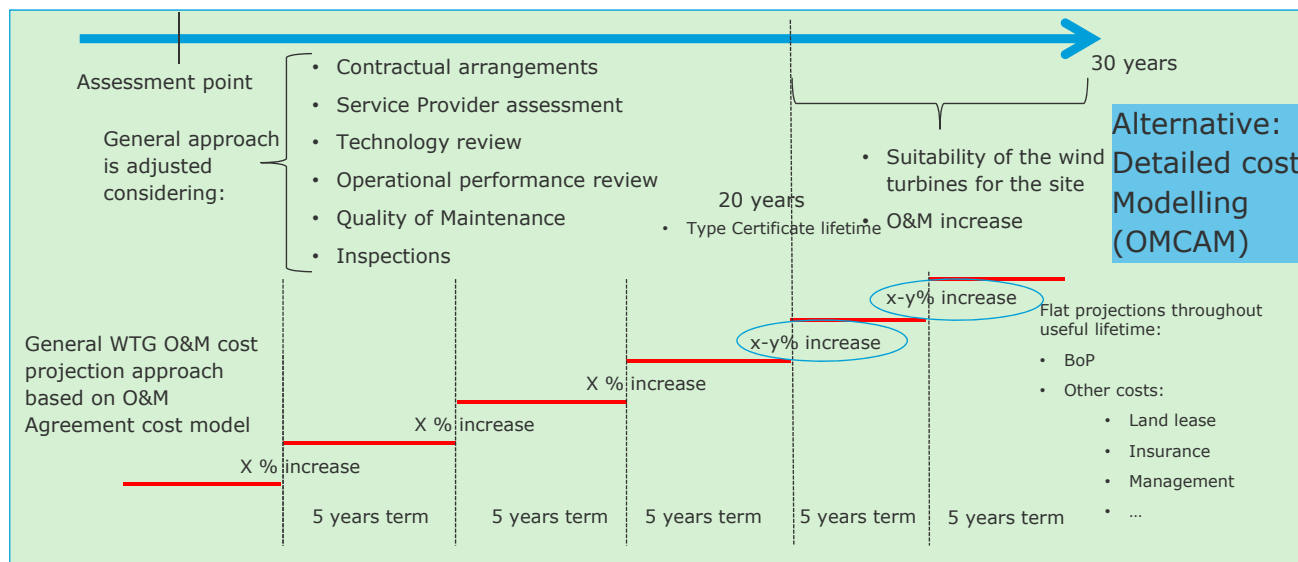 Assessment point
General approach
is adjusted
considering:
• Contractual arrangements
• Service Provider assessment
• Technology review
• Operational performance review
• Quality of Maintenance
• Inspections
20 years
• Type Certificate lifetime
30 years
• Suitability of the wind
turbines for the site
• O&M increase
Alternative:
Detailed cost
Modelling
(OMCAM)
General WTG O&M cost
projection approach
based on O&M
Agreement cost model
X % increase
X % increase
X % increase
x-y% increase
x-y% increase
Flat projections throughout
useful lifetime:
• BoP
• Other costs:
• Land lease
• Insurance
• Management
• ...
5 years term
5 years term
5 years term
5 years term
5 years term